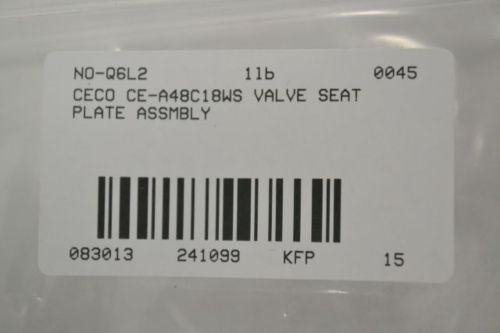 NO-Q6L2 1lb 0045
CECO CE-A48C18WS VALVE SEAT
PLATE ASSMBLY
083013 241099 KFP 15